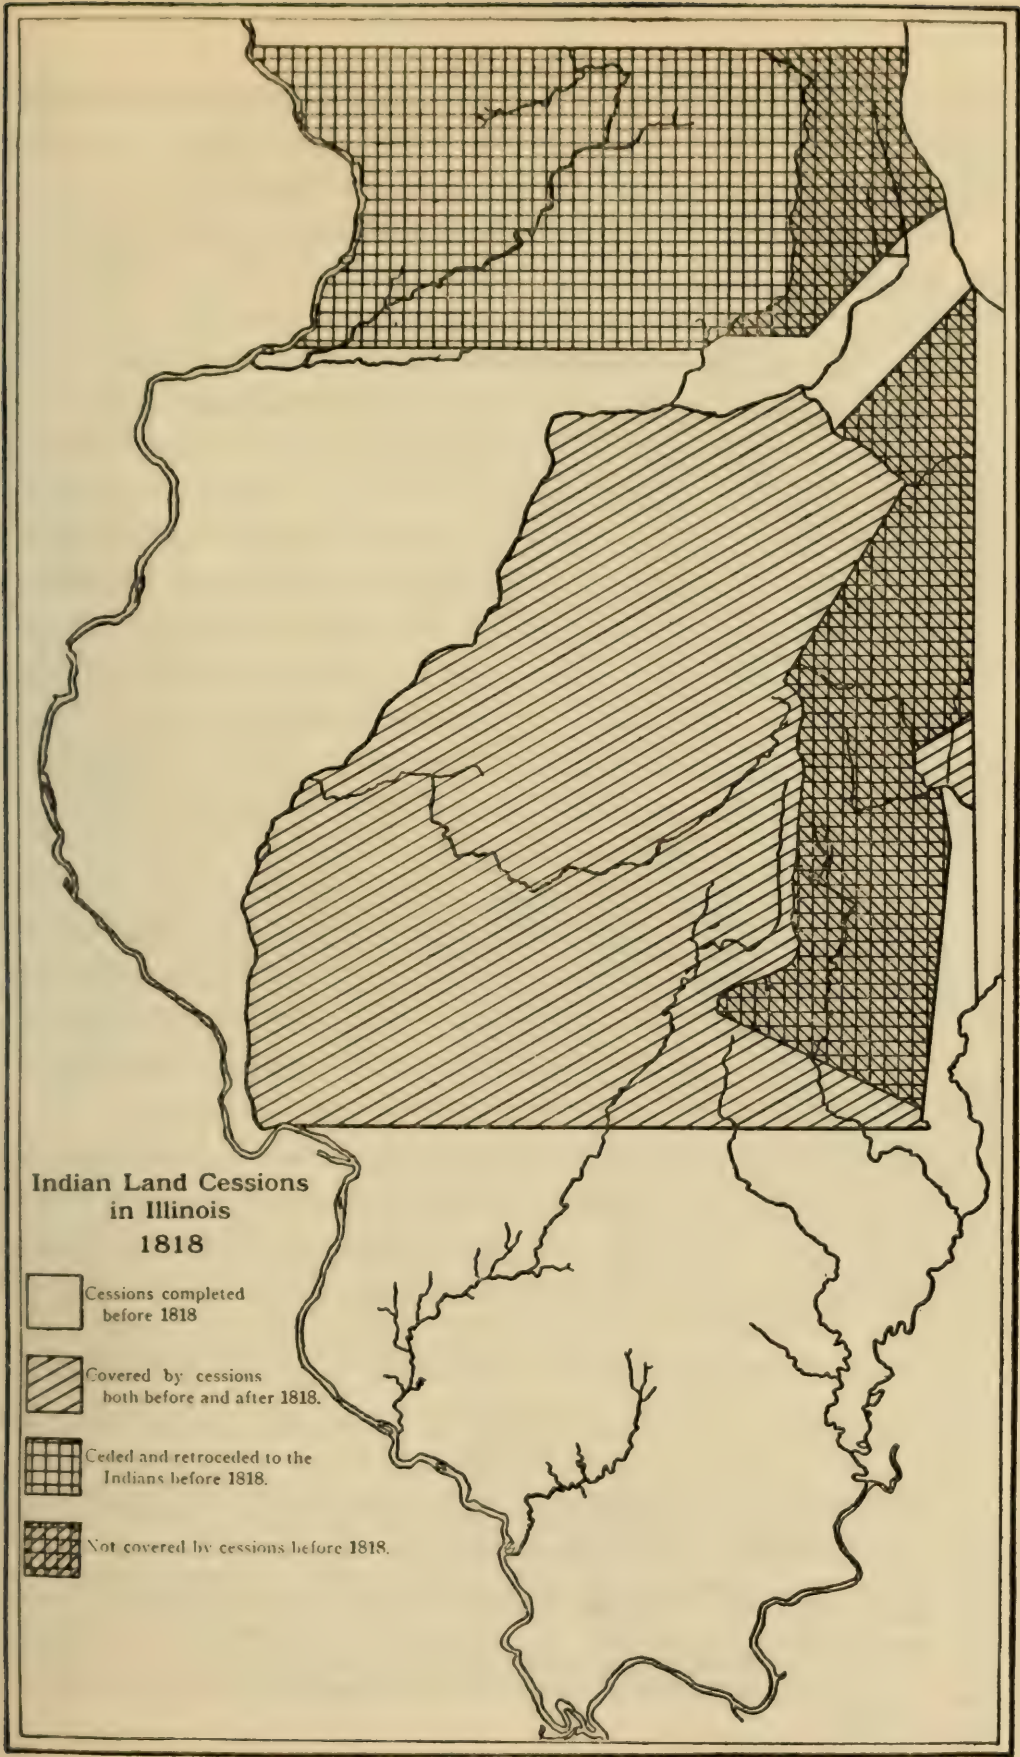 Indian Land Cessions
in Illinois
1818
Cessions completed
before 1818
Covered by cessions
both before and after 1818.
Ceded and retroceded to the
Indians before 1818.
Not covered by cessions before 1818.